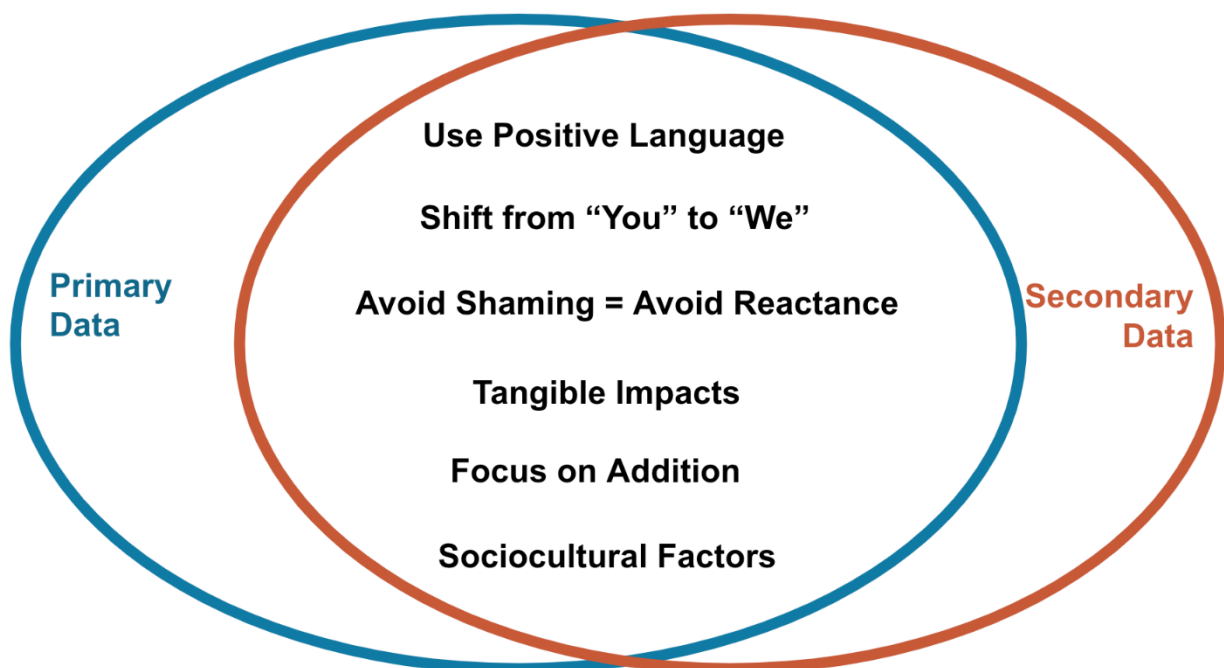 Use Positive Language
Shift from “You” to “We”
Primary
Data
Avoid Shaming = Avoid Reactance
Secondary
Data
Tangible Impacts
Focus on Addition
Sociocultural Factors